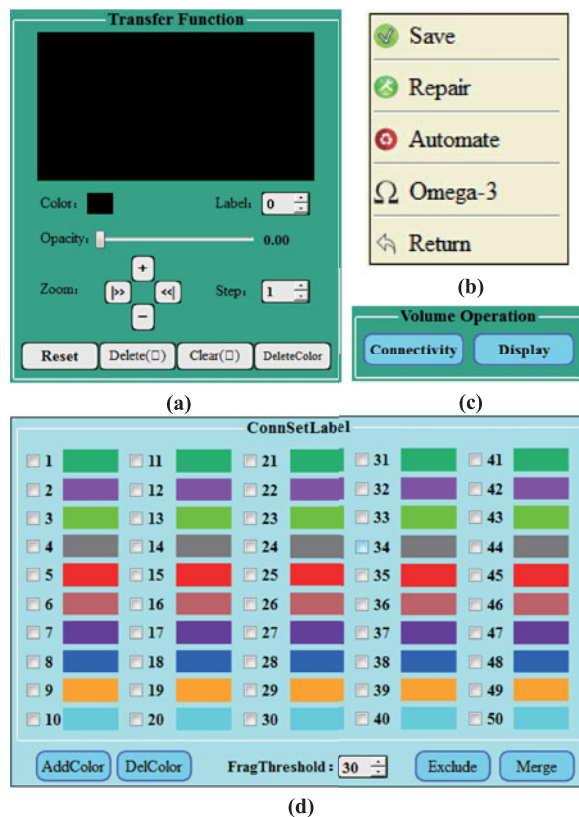 Transfer Function
Color:
Label: 0
Opacity: 0.00
+
Zoom: |>> <<| Step: 1
−
Reset Delete(□) Clear(□) DeleteColor
(a)
Save
Repair
Automate
Ω Omega-3
Return
(b)
Volume Operation
Connectivity Display
(c)
ConnSetLabel
1 11 21 31 41
2 12 22 32 42
3 13 23 33 43
4 14 24 34 44
5 15 25 35 45
6 16 26 36 46
7 17 27 37 47
8 18 28 38 48
9 19 29 39 49
10 20 30 40 50
AddColor DelColor FragThreshold: 30 Exclude Merge
(d)